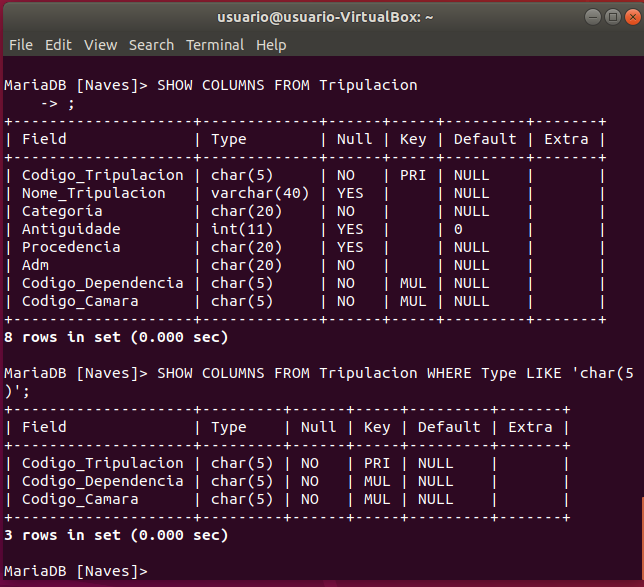 usuario@usuario-VirtualBox: ~
File Edit View Search Terminal Help
MariaDB [Naves]> SHOW COLUMNS FROM Tripulacion
    -> ;
+--------------------+-------------+------+-----+---------+-------+
| Field              | Type        | Null | Key | Default | Extra |
+--------------------+-------------+------+-----+---------+-------+
| Codigo_Tripulacion | char(5)     | NO   | PRI | NULL    |       |
| Nome_Tripulacion   | varchar(40) | YES  |     | NULL    |       |
| Categoria          | char(20)    | NO   |     | NULL    |       |
| Antiguidade        | int(11)     | YES  |     | 0       |       |
| Procedencia        | char(20)    | YES  |     | NULL    |       |
| Adm                | char(20)    | NO   |     | NULL    |       |
| Codigo_Dependencia | char(5)     | NO   | MUL | NULL    |       |
| Codigo_Camara      | char(5)     | NO   | MUL | NULL    |       |
+--------------------+-------------+------+-----+---------+-------+
8 rows in set (0.000 sec)
MariaDB [Naves]> SHOW COLUMNS FROM Tripulacion WHERE Type LIKE 'char(5
)';
+--------------------+---------+------+-----+---------+-------+
| Field              | Type    | Null | Key | Default | Extra |
+--------------------+---------+------+-----+---------+-------+
| Codigo_Tripulacion | char(5) | NO   | PRI | NULL    |       |
| Codigo_Dependencia | char(5) | NO   | MUL | NULL    |       |
| Codigo_Camara      | char(5) | NO   | MUL | NULL    |       |
+--------------------+---------+------+-----+---------+-------+
3 rows in set (0.000 sec)
MariaDB [Naves]>